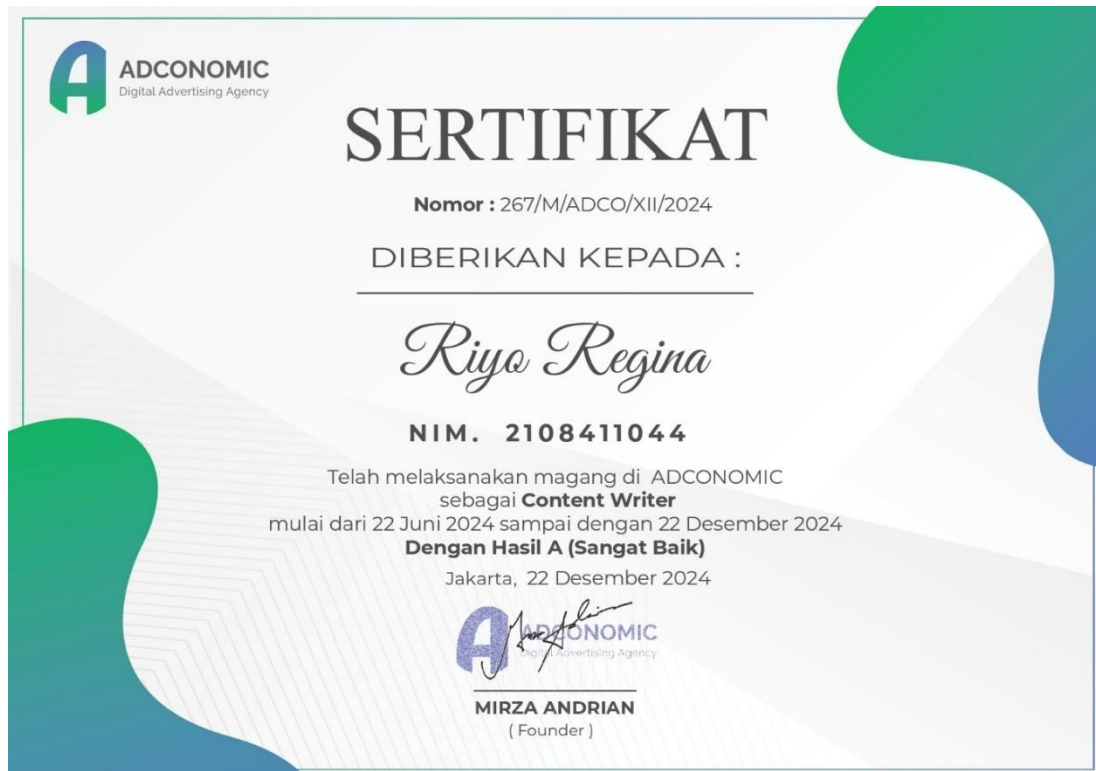 ADCONOMIC
Digital Advertising Agency
SERTIFIKAT
Nomor : 267/M/ADCO/XII/2024
DIBERIKAN KEPADA :
Riyo Regina
NIM. 2108411044
Telah melaksanakan magang di ADCONOMIC
sebagai Content Writer
mulai dari 22 Juni 2024 sampai dengan 22 Desember 2024
Dengan Hasil A (Sangat Baik)
Jakarta, 22 Desember 2024
ADCONOMIC
Digital Advertising Agency
MIRZA ANDRIAN
( Founder )